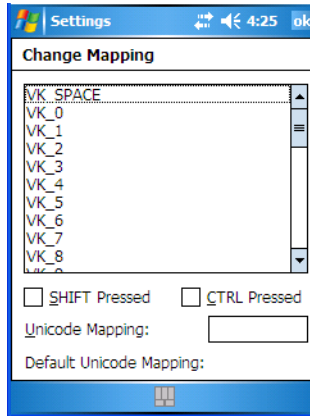 Settings 4:25 ok
Change Mapping
VK_SPACE
VK_0
VK_1
VK_2
VK_3
VK_4
VK_5
VK_6
VK_7
VK_8
SHIFT Pressed CTRL Pressed
Unicode Mapping:
Default Unicode Mapping: